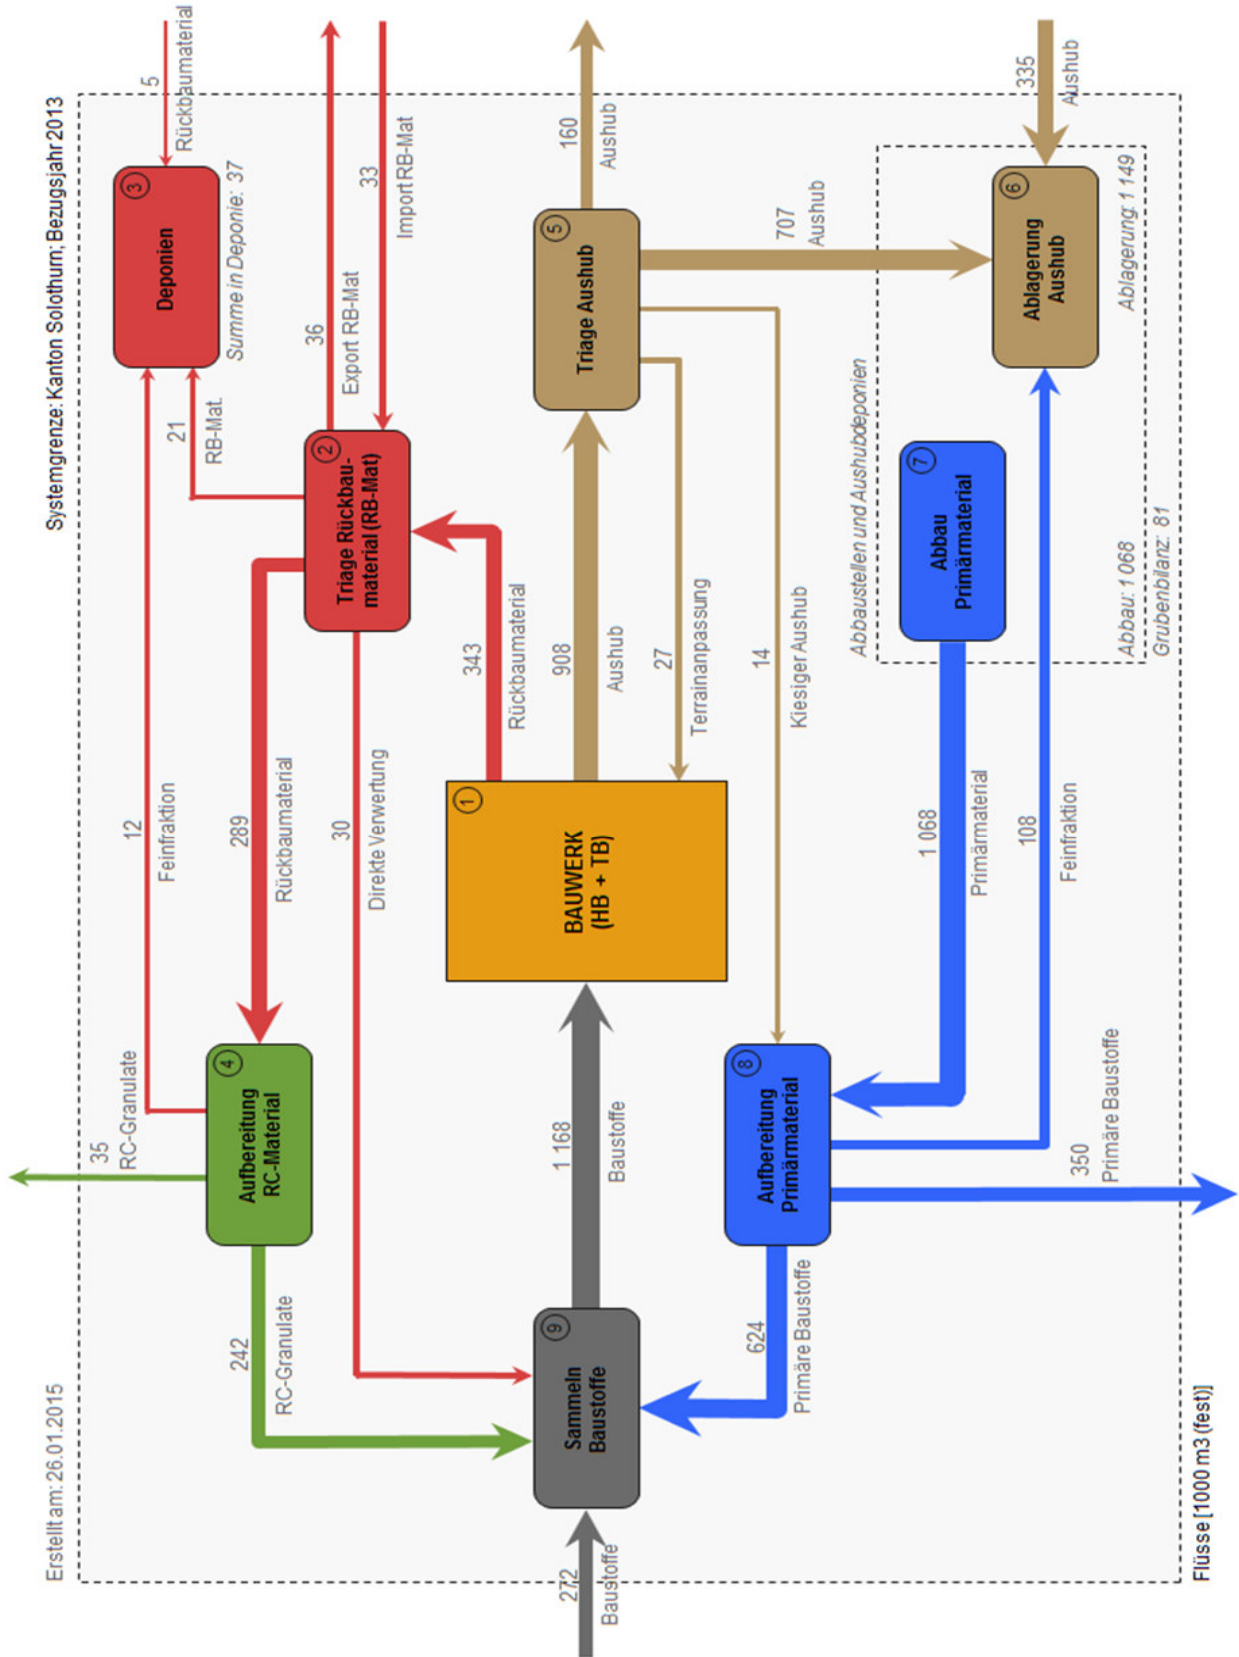 Erstellt am: 26.01.2015
Systemgrenze: Kanton Solothurn; Bezugsjahr 2013
35
RC-Granulate
12
Feinfraktion
5
Rückbaumaterial
3
Deponien
Summe in Deponie: 37
21
RB-Mat.
4
Aufbereitung
RC-Material
289
Rückbaumaterial
242
RC-Granulate
2
Triage Rückbau-
material (RB-Mat)
36
Export RB-Mat
33
Import RB-Mat
30
Direkte Verwertung
343
Rückbaumaterial
272
Baustoffe
9
Sammeln
Baustoffe
1 168
Baustoffe
1
BAUWERK
(HB + TB)
908
Aushub
5
Triage Aushub
160
Aushub
27
Terrainanpassung
14
Kiesiger Aushub
707
Aushub
624
Primäre Baustoffe
8
Aufbereitung
Primärmaterial
Abbaustellen und Aushubdeponien
1 068
Primärmaterial
7
Abbau
Primärmaterial
6
Ablagerung
Aushub
335
Aushub
108
Feinfraktion
350
Primäre Baustoffe
Abbau: 1 068
Ablagerung: 1 149
Grubenbilanz: 81
Flüsse [1000 m3 (fest)]